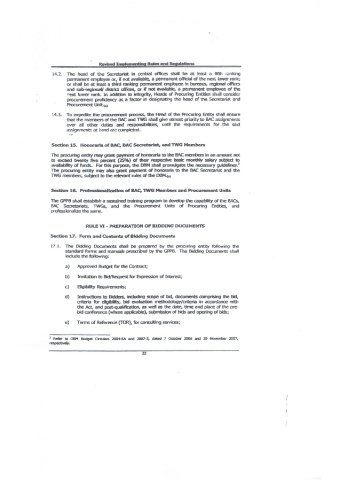 Revised Implementing Rules and Regulations
14.2. The head of the Secretariat in central offices shall be at least a fifth ranking
permanent employee or, if not available, a permanent official of the next lower rank;
or shall be at least a third ranking permanent employee in bureaus, regional offices
and sub-regional/ district offices, or if not available, a permanent employee of the
next lower rank. In addition to integrity, Heads of Procuring Entities shall consider
procurement proficiency as a factor in designating the head of the Secretariat and
Procurement Unit.
14.3. To expedite the procurement process, the Head of the Procuring Entity shall ensure
that the members of the BAC and TWG shall give utmost priority to BAC assignments
over all other duties and responsibilities, until the requirements for the said
assignments at hand are completed.
Section 15. Honoraria of BAC, BAC Secretariat, and TWG Members
The procuring entity may grant payment of honoraria to the BAC members in an amount not
to exceed twenty five percent (25%) of their respective basic monthly salary subject to
availability of funds. For this purpose, the DBM shall promulgate the necessary guidelines.
The procuring entity may also grant payment of honoraria to the BAC Secretariat and the
TWG members, subject to the relevant rules of the DBM.
Section 16. Professionalization of BAC, TWG Members and Procurement Units
The GPPB shall establish a sustained training program to develop the capability of the BACs,
BAC Secretariats, TWGs, and the Procurement Units of Procuring Entities, and
professionalize the same.
RULE VI – PREPARATION OF BIDDING DOCUMENTS
Section 17. Form and Contents of Bidding Documents
17.1. The Bidding Documents shall be prepared by the procuring entity following the
standard forms and manuals prescribed by the GPPB. The Bidding Documents shall
include the following:
a) Approved Budget for the Contract;
b) Invitation to Bid/Request for Expression of Interest;
c) Eligibility Requirements;
d) Instructions to Bidders, including scope of bid, documents comprising the bid,
criteria for eligibility, bid evaluation methodology/criteria in accordance with
the Act, and post-qualification, as well as the date, time and place of the pre-
bid conference (where applicable), submission of bids and opening of bids;
e) Terms of Reference (TOR), for consulting services;
Refer to DBM Budget Circulars 2004-5A and 2007-3, dated 7 October 2005 and 29 November 2007,
respectively.
22